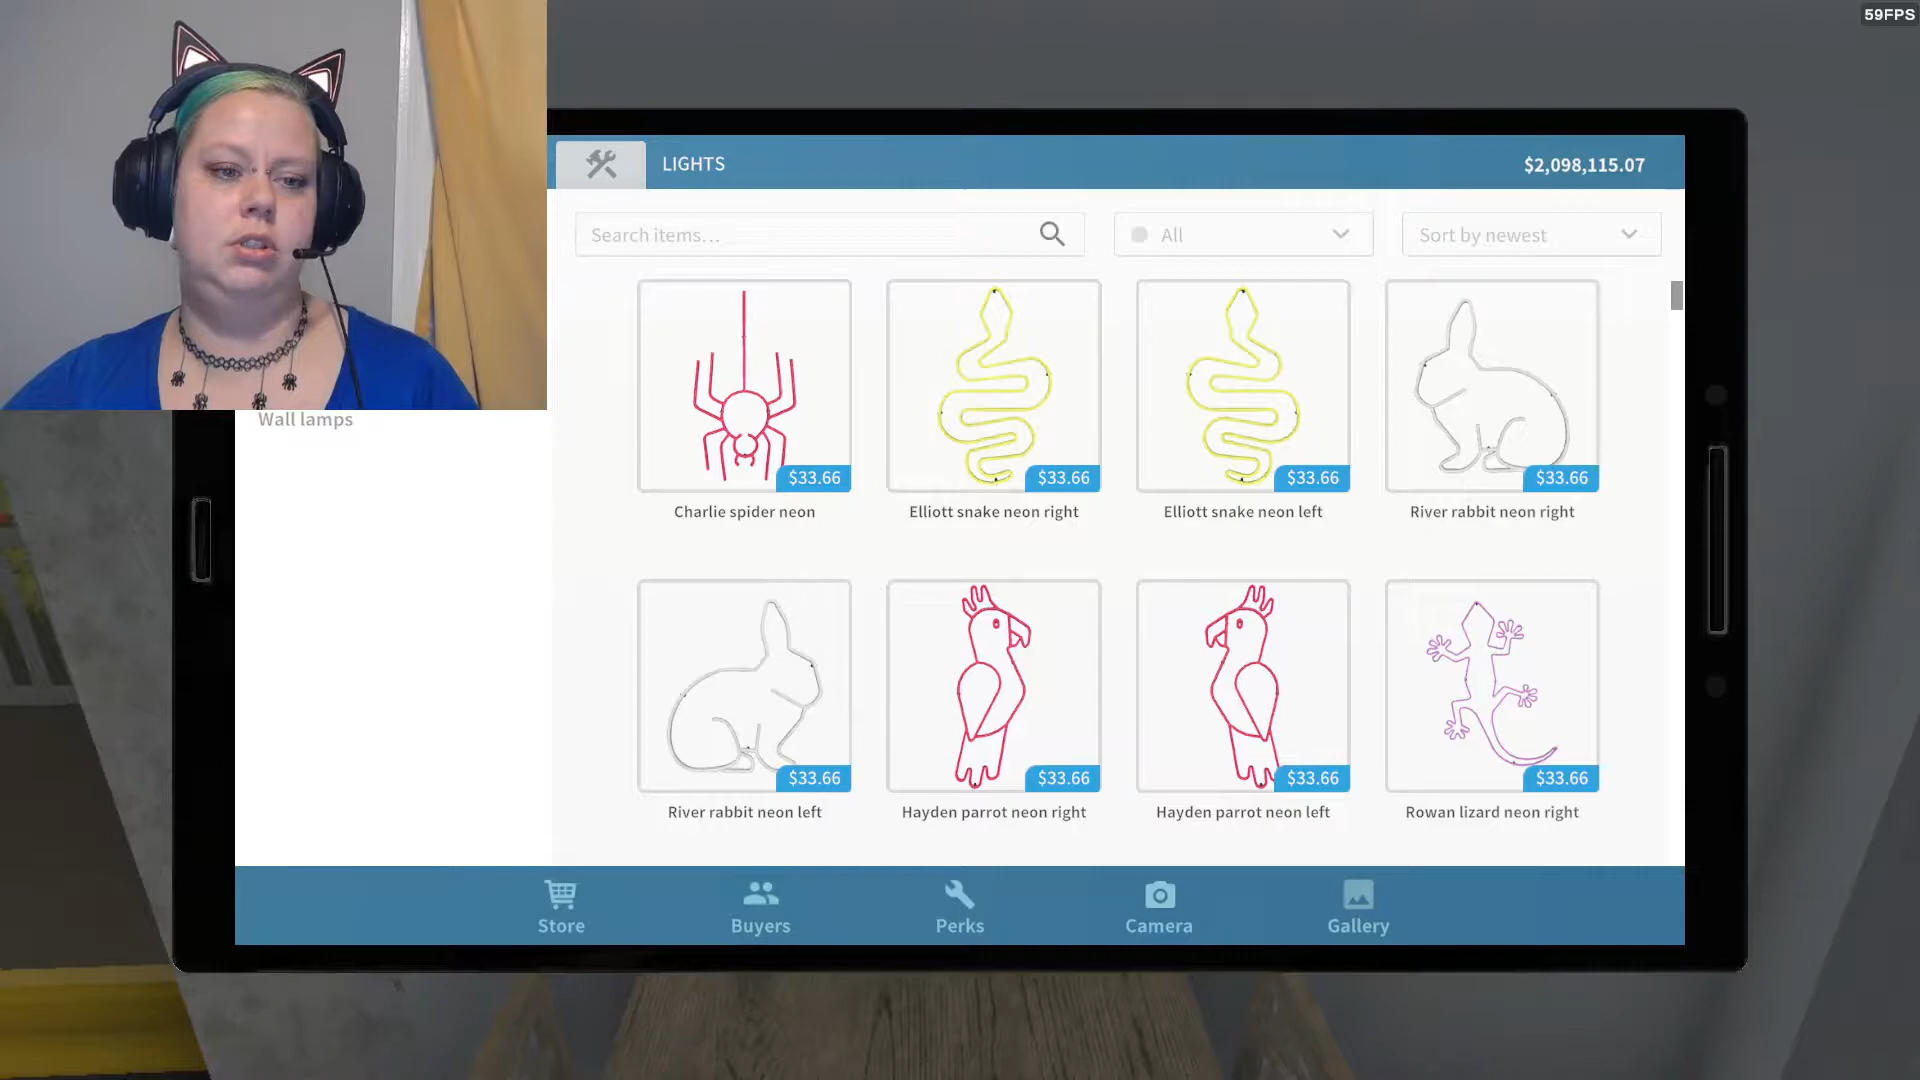 59FPS
LIGHTS
$2,098,115.07
Search items...
All
Sort by newest
Wall lamps
$33.66
$33.66
$33.66
$33.66
Charlie spider neon
Elliott snake neon right
Elliott snake neon left
River rabbit neon right
$33.66
$33.66
$33.66
$33.66
River rabbit neon left
Hayden parrot neon right
Hayden parrot neon left
Rowan lizard neon right
Store
Buyers
Perks
Camera
Gallery